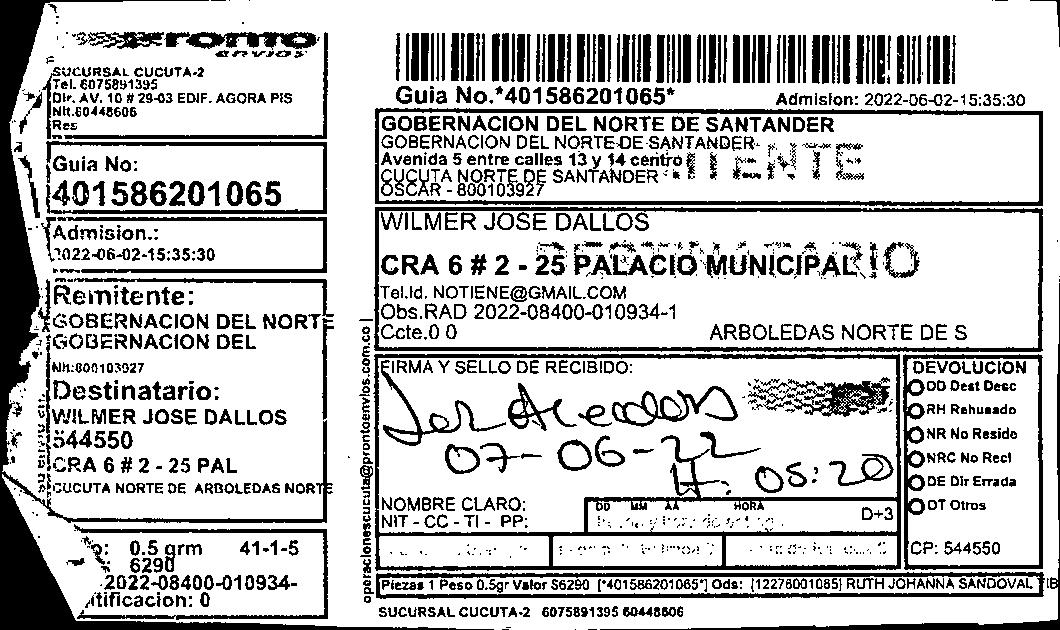 Pronto
envios
SUCURSAL CUCUTA-2
Tel. 6075891395
Dir. AV. 10 # 29-03 EDIF. AGORA PIS
Nit.60448606
Res
Guia No:
401586201065
Admision.:
2022-06-02-15:35:30
Remitente:
GOBERNACION DEL NORTE
GOBERNACION DEL
Nit:800103927
Destinatario:
WILMER JOSE DALLOS
544550
CRA 6 # 2 - 25 PAL
CUCUTA NORTE DE ARBOLEDAS NORTE
0.5 grm 41-1-5
6290
2022-08400-010934-
ntificacion: 0
operacionescucuta@prontoenvios.com.co
Guia No.*401586201065*
Admision: 2022-06-02-15:35:30
GOBERNACION DEL NORTE DE SANTANDER
GOBERNACION DEL NORTE DE SANTANDER
Avenida 5 entre calles 13 y 14 centro
CUCUTA NORTE DE SANTANDER
OSCAR - 800103927
WILMER JOSE DALLOS
DESTINATARIO
CRA 6 # 2 - 25 PALACIO MUNICIPAL
Tel.Id. NOTIENE@GMAIL.COM
Obs.RAD 2022-08400-010934-1
Ccte.0 0 ARBOLEDAS NORTE DE S
FIRMA Y SELLO DE RECIBIDO:
07-06-22
H. 05:20
NOMBRE CLARO:
NIT - CC - TI - PP:
DD MM AA HORA
D+3
DEVOLUCION
DD Dest Desc
RH Rehusado
NR No Reside
NRC No Recl
DE Dir Errada
DT Otros
CP: 544550
Piezas 1 Peso 0.5gr Valor $6290 [*401586201065*] Ods: [12276001085] RUTH JOHANNA SANDOVAL TIB
SUCURSAL CUCUTA-2 6075891395 60448606